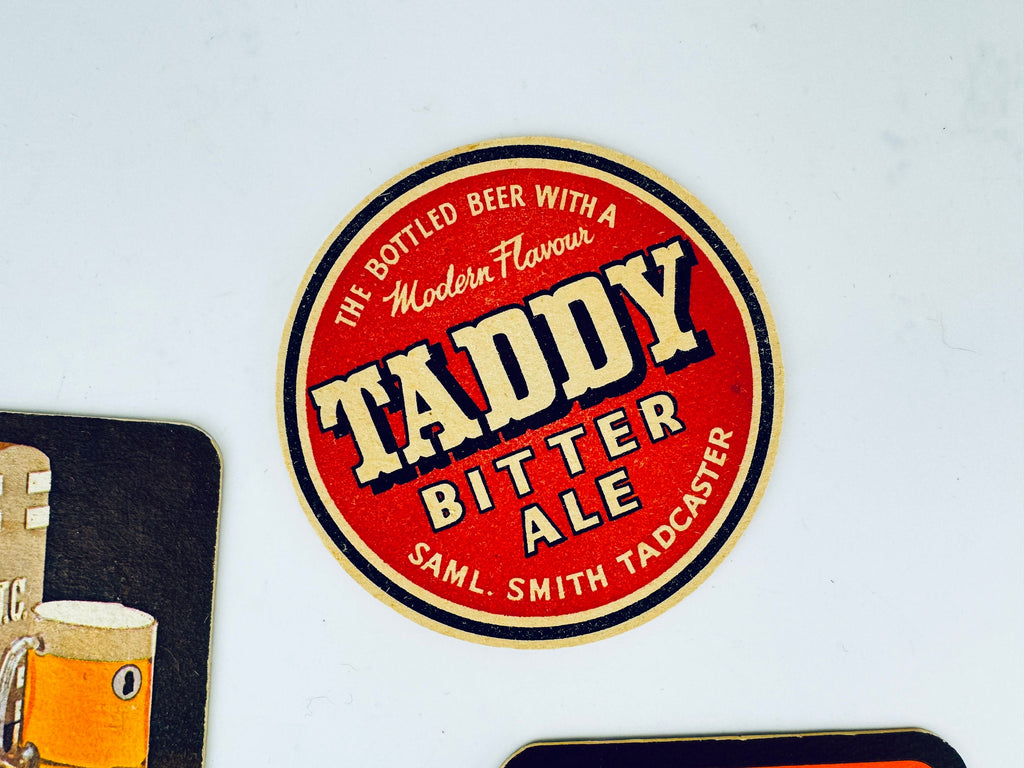 THE BOTTLED BEER WITH A
Modern Flavour
TADDY
BITTER
ALE
SAML. SMITH TADCASTER